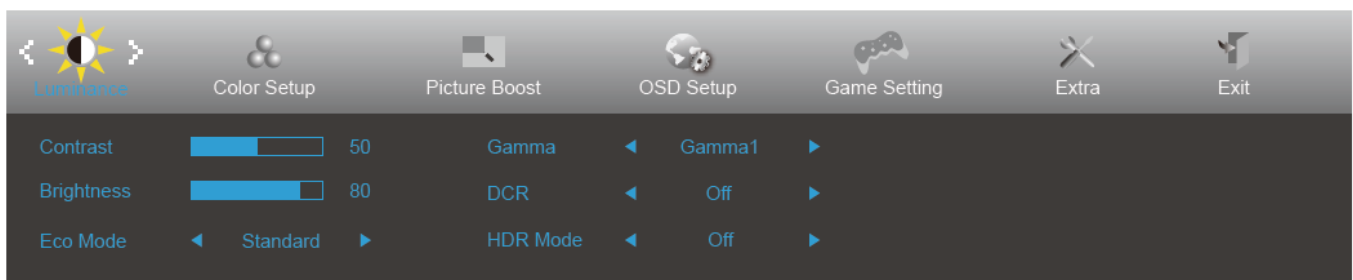 Luminance Color Setup Picture Boost OSD Setup Game Setting Extra Exit
Contrast 50 Gamma Gamma1
Brightness 80 DCR Off
Eco Mode Standard HDR Mode Off